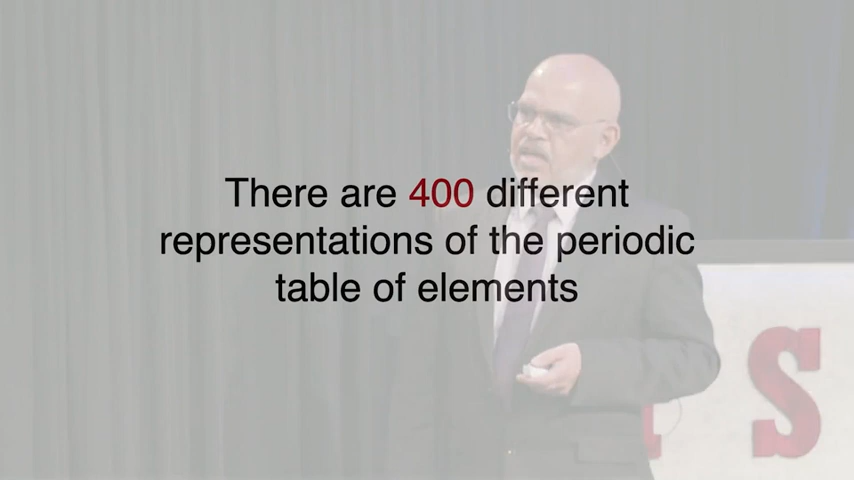 There are 400 different
representations of the periodic
table of elements
S